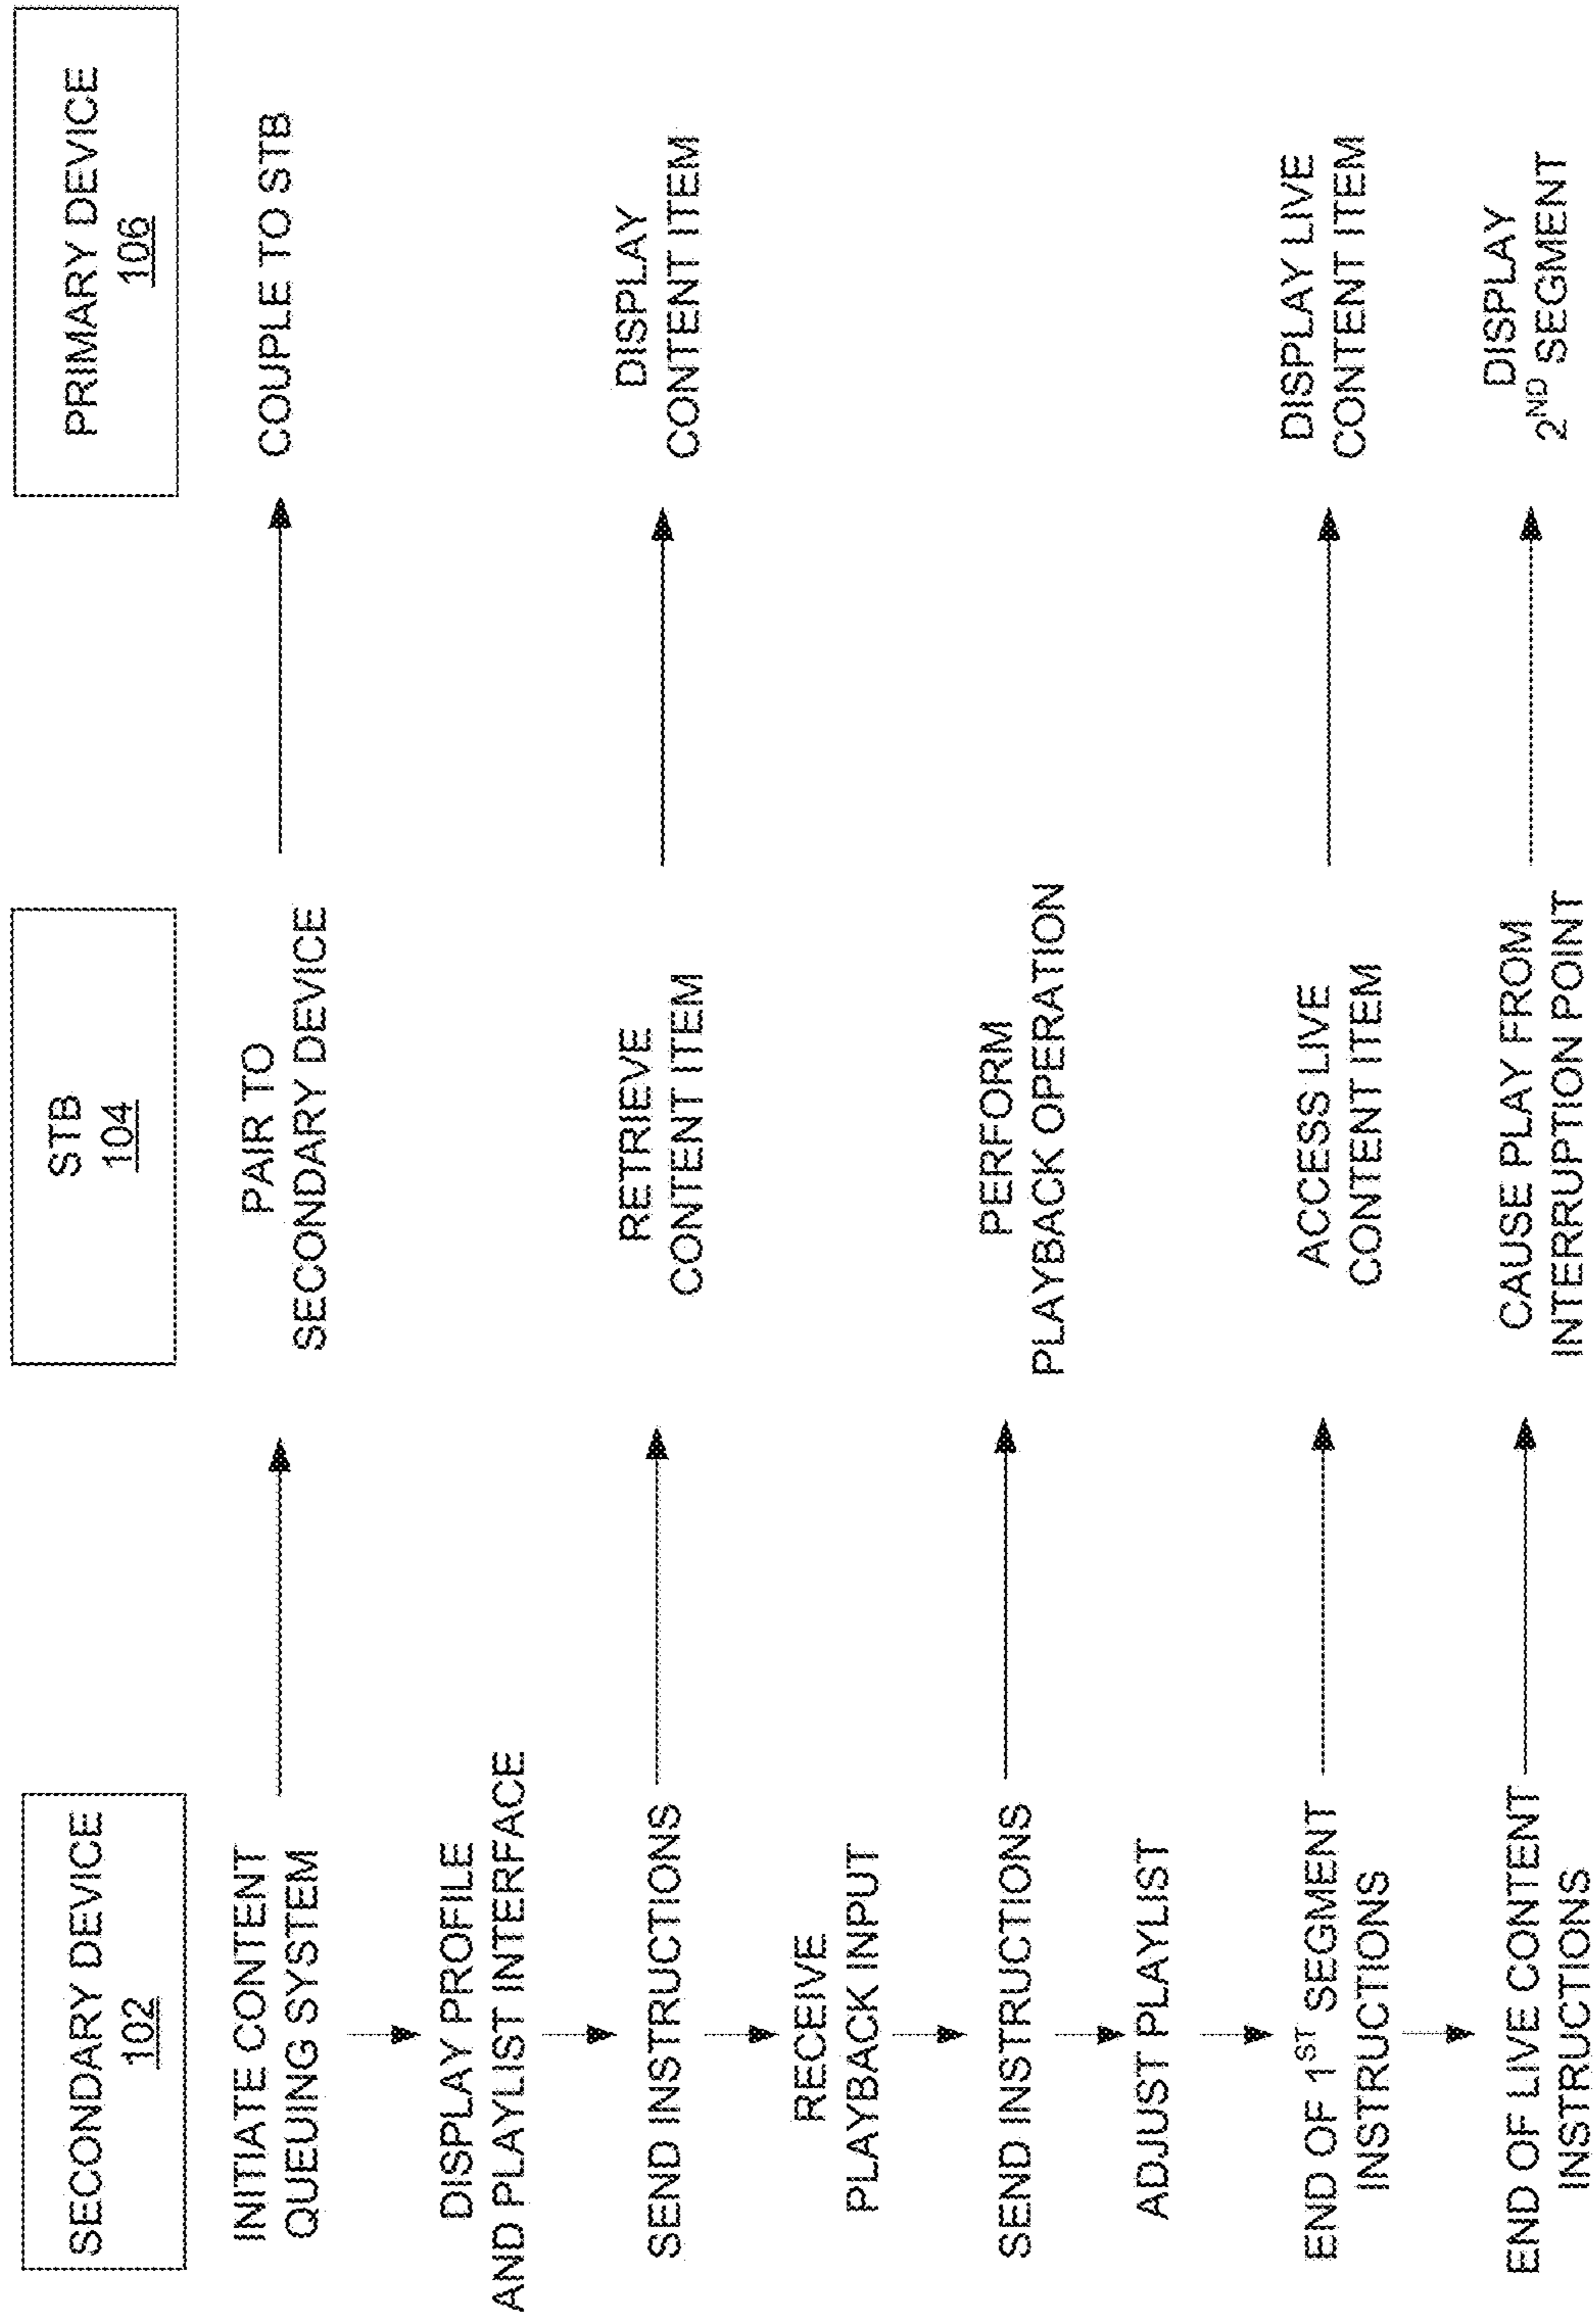 SECONDARY DEVICE
102
STB
104
PRIMARY DEVICE
106
INITIATE CONTENT
QUEUING SYSTEM
PAIR TO
SECONDARY DEVICE
COUPLE TO STB
DISPLAY PROFILE
AND PLAYLIST INTERFACE
SEND INSTRUCTIONS
RETRIEVE
CONTENT ITEM
DISPLAY
CONTENT ITEM
RECEIVE
PLAYBACK INPUT
SEND INSTRUCTIONS
PERFORM
PLAYBACK OPERATION
ADJUST PLAYLIST
END OF 1ST SEGMENT
INSTRUCTIONS
ACCESS LIVE
CONTENT ITEM
DISPLAY LIVE
CONTENT ITEM
END OF LIVE CONTENT
INSTRUCTIONS
CAUSE PLAY FROM
INTERRUPTION POINT
DISPLAY
2ND SEGMENT